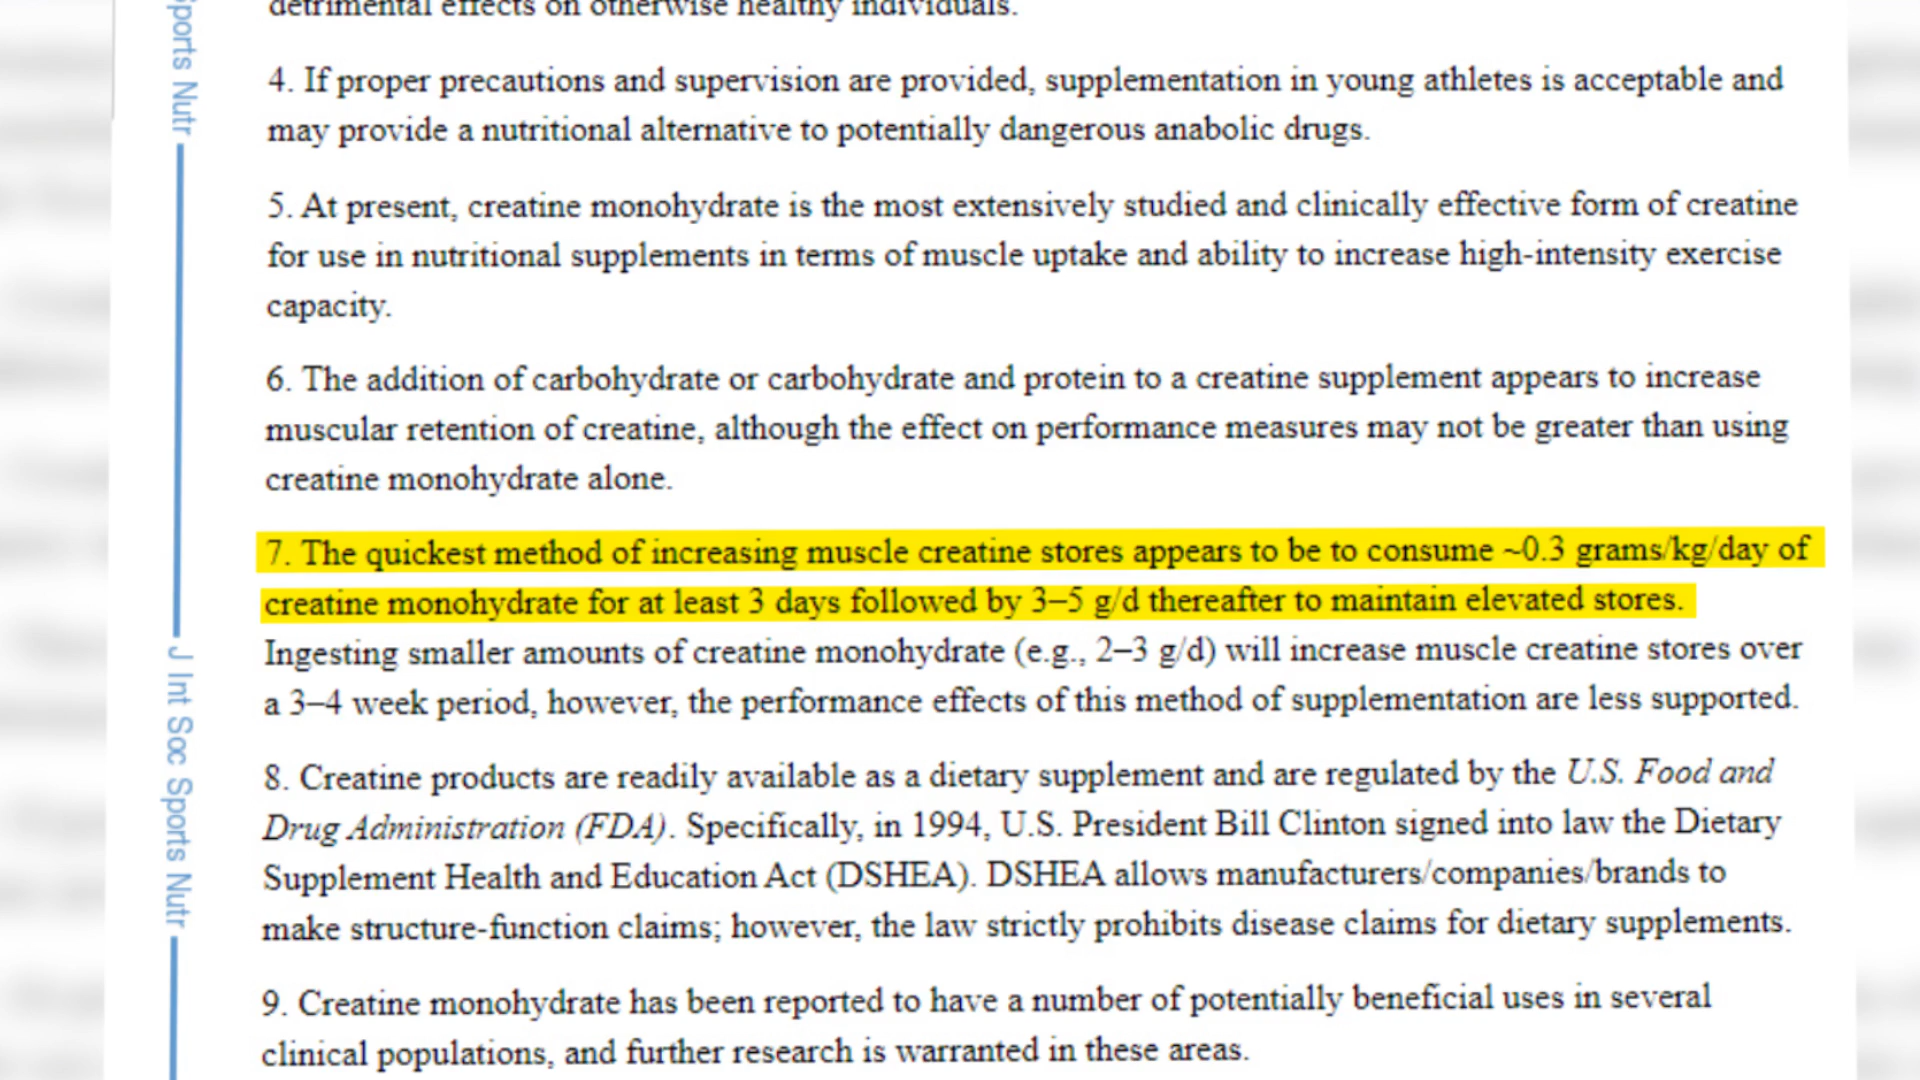 detrimental effects on otherwise healthy individuals.
4. If proper precautions and supervision are provided, supplementation in young athletes is acceptable and
may provide a nutritional alternative to potentially dangerous anabolic drugs.
5. At present, creatine monohydrate is the most extensively studied and clinically effective form of creatine
for use in nutritional supplements in terms of muscle uptake and ability to increase high-intensity exercise
capacity.
6. The addition of carbohydrate or carbohydrate and protein to a creatine supplement appears to increase
muscular retention of creatine, although the effect on performance measures may not be greater than using
creatine monohydrate alone.
7. The quickest method of increasing muscle creatine stores appears to be to consume ~0.3 grams/kg/day of
creatine monohydrate for at least 3 days followed by 3–5 g/d thereafter to maintain elevated stores.
Ingesting smaller amounts of creatine monohydrate (e.g., 2–3 g/d) will increase muscle creatine stores over
a 3–4 week period, however, the performance effects of this method of supplementation are less supported.
8. Creatine products are readily available as a dietary supplement and are regulated by the U.S. Food and
Drug Administration (FDA). Specifically, in 1994, U.S. President Bill Clinton signed into law the Dietary
Supplement Health and Education Act (DSHEA). DSHEA allows manufacturers/companies/brands to
make structure-function claims; however, the law strictly prohibits disease claims for dietary supplements.
9. Creatine monohydrate has been reported to have a number of potentially beneficial uses in several
clinical populations, and further research is warranted in these areas.
Sports Nutr
J Int Soc Sports Nutr